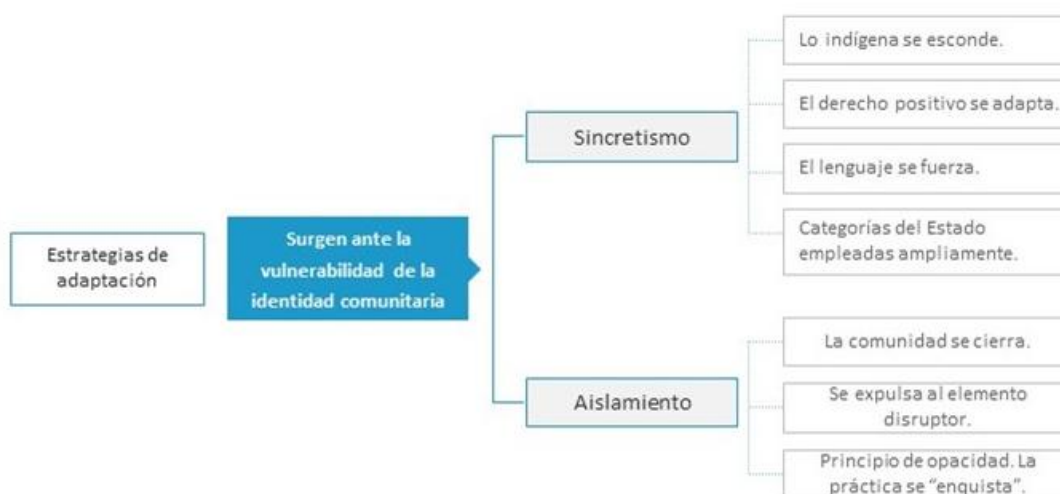 Estrategias de
adaptación
Surgen ante la
vulnerabilidad de la
identidad comunitaria
Sincretismo
Lo indígena se esconde.
El derecho positivo se adapta.
El lenguaje se fuerza.
Categorías del Estado
empleadas ampliamente.
Aislamiento
La comunidad se cierra.
Se expulsa al elemento
disruptor.
Principio de opacidad. La
práctica se “enquista”.